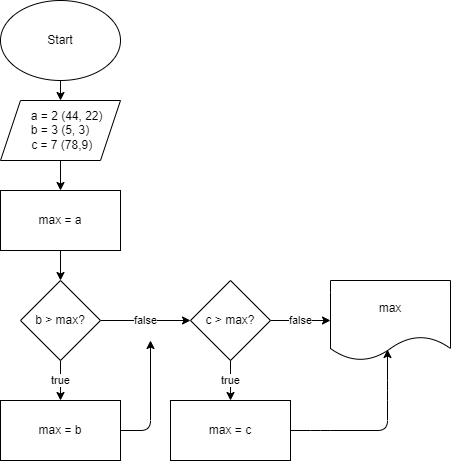 Start
a = 2 (44, 22)
b = 3 (5, 3)
c = 7 (78,9)
max = a
b > max?
false
c > max?
false
max
true
true
max = b
max = c